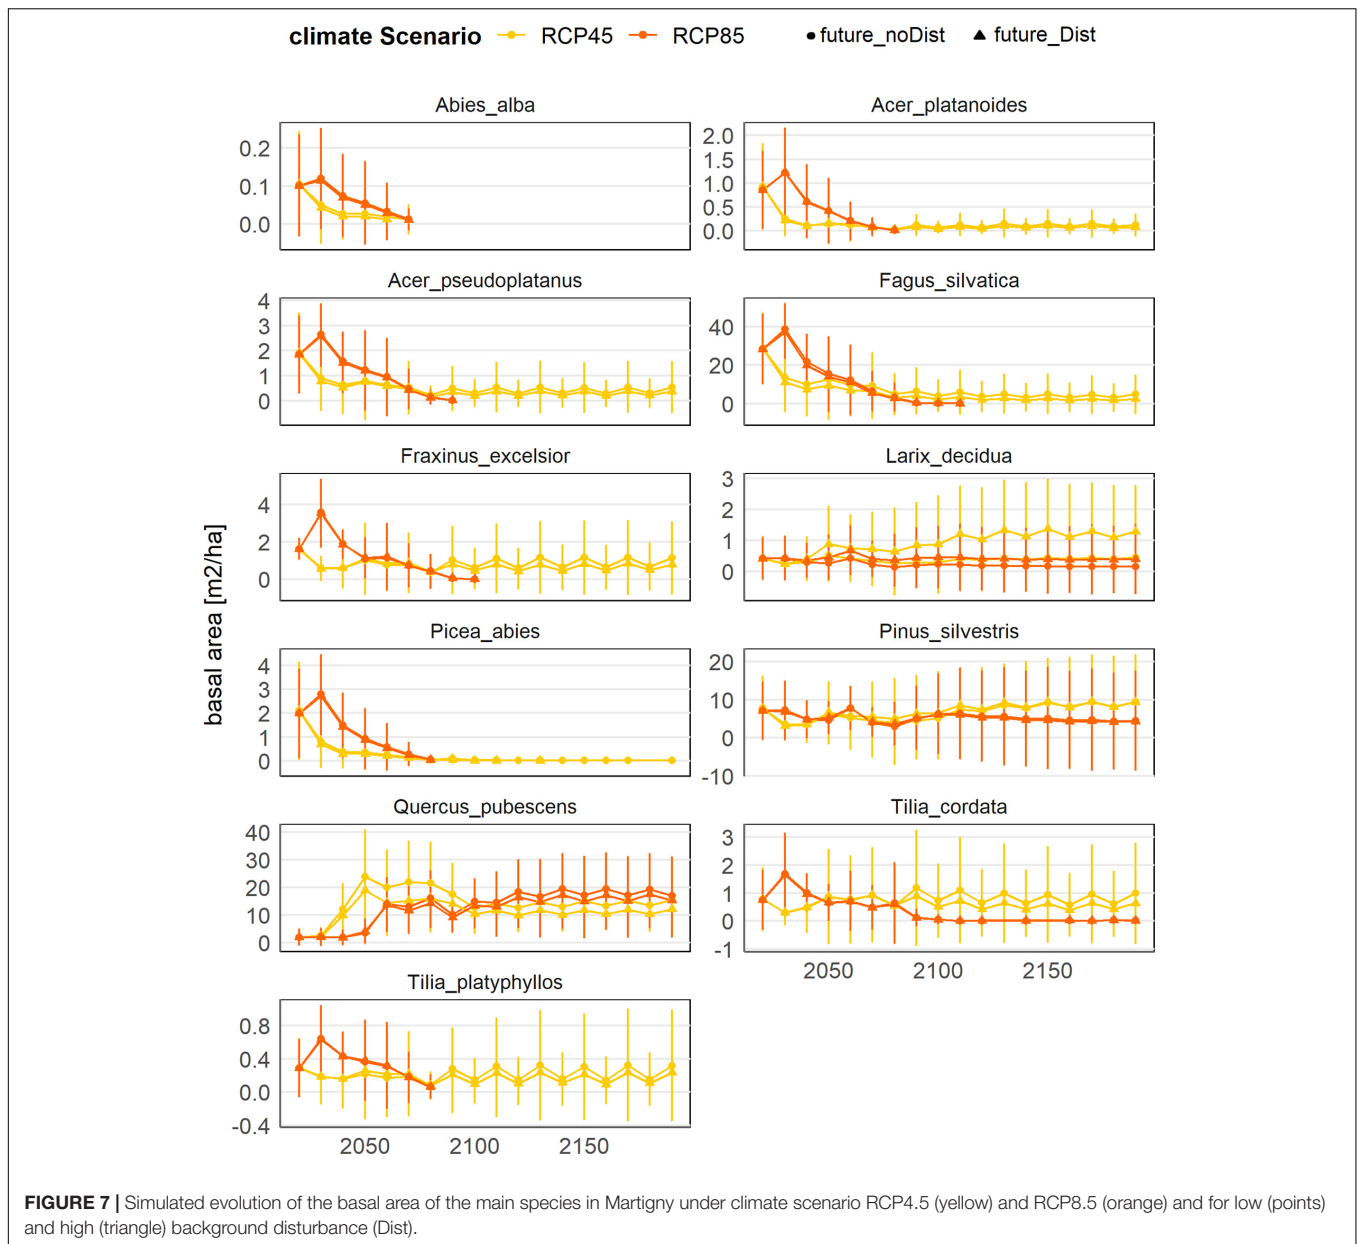 climate Scenario RCP45 RCP85 future_noDist future_Dist
basal area [m2/ha]
Abies_alba
0.2
0.1
0.0
Acer_platanoides
2.0
1.5
1.0
0.5
0.0
Acer_pseudoplatanus
4
3
2
1
0
Fagus_silvatica
40
20
0
Fraxinus_excelsior
4
2
0
Larix_decidua
3
2
1
0
Picea_abies
4
3
2
1
0
Pinus_silvestris
20
10
0
-10
Quercus_pubescens
40
30
20
10
0
Tilia_cordata
3
2
1
0
-1
2050 2100 2150
Tilia_platyphyllos
0.8
0.4
0.0
-0.4
2050 2100 2150
FIGURE 7 | Simulated evolution of the basal area of the main species in Martigny under climate scenario RCP4.5 (yellow) and RCP8.5 (orange) and for low (points)
and high (triangle) background disturbance (Dist).